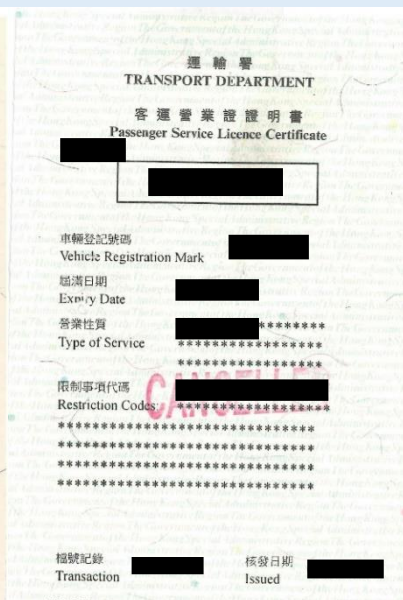 運輸署
TRANSPORT DEPARTMENT
客運營業證證明書
Passenger Service Licence Certificate
車輛登記號碼
Vehicle Registration Mark
屆滿日期
Expiry Date
營業性質 **********
Type of Service *****************
*****************
限制事項代碼
Restriction Codes: ******************
******************************
******************************
******************************
******************************
檔號記錄
Transaction
核發日期
Issued